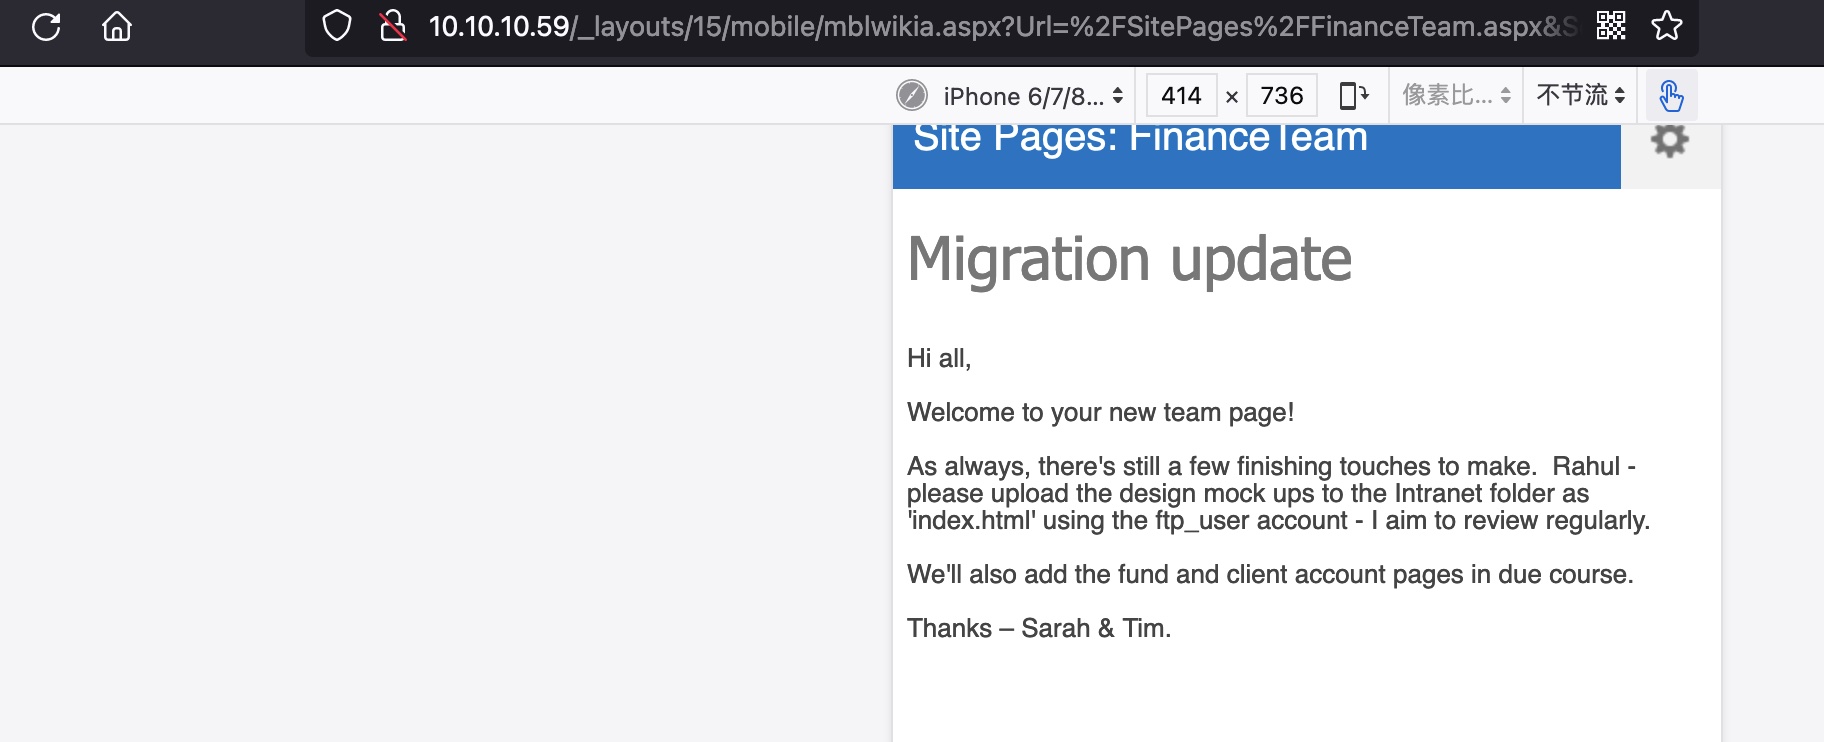 10.10.10.59/_layouts/15/mobile/mblwikia.aspx?Url=%2FSitePages%2FFinanceTeam.aspx&S
iPhone 6/7/8... 414 × 736 像素比... 不节流
Site Pages: FinanceTeam
Migration update
Hi all,
Welcome to your new team page!
As always, there's still a few finishing touches to make.  Rahul -
please upload the design mock ups to the Intranet folder as
'index.html' using the ftp_user account - I aim to review regularly.
We'll also add the fund and client account pages in due course.
Thanks – Sarah & Tim.